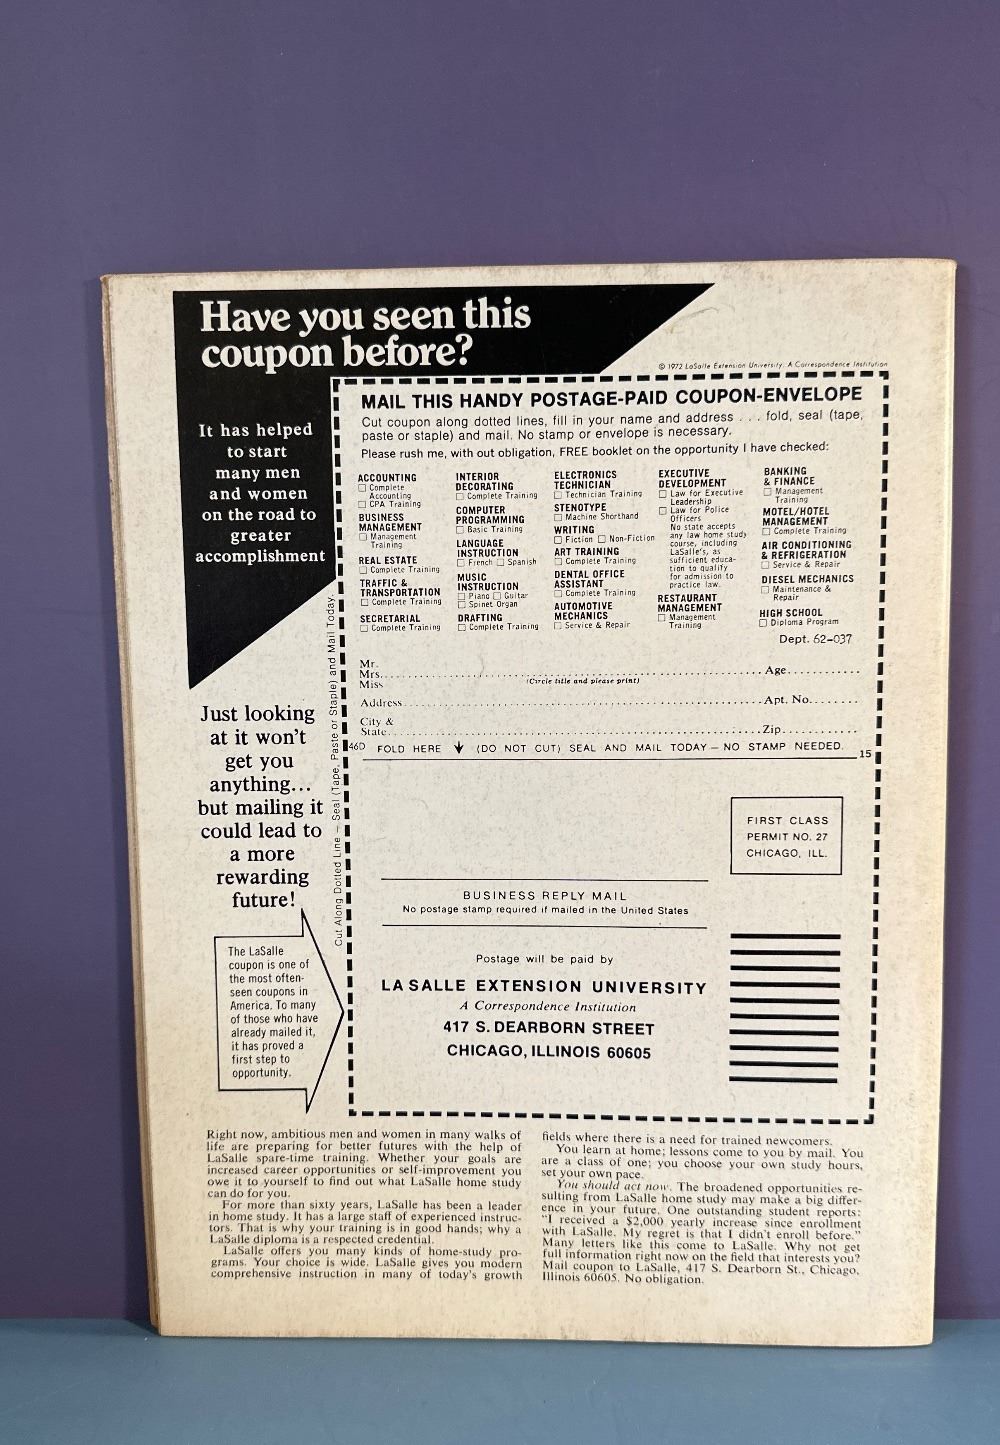 Have you seen this
coupon before?
© 1972 LaSalle Extension University. A Correspondence Institution
It has helped
to start
many men
and women
on the road to
greater
accomplishment
MAIL THIS HANDY POSTAGE-PAID COUPON-ENVELOPE
Cut coupon along dotted lines, fill in your name and address . . . fold, seal (tape,
paste or staple) and mail. No stamp or envelope is necessary.
Please rush me, with out obligation, FREE booklet on the opportunity I have checked:
ACCOUNTING
☐ Complete
Accounting
☐ CPA Training
BUSINESS
MANAGEMENT
☐ Management
Training
REAL ESTATE
☐ Complete Training
TRAFFIC &
TRANSPORTATION
☐ Complete Training
SECRETARIAL
☐ Complete Training
INTERIOR
DECORATING
☐ Complete Training
COMPUTER
PROGRAMMING
☐ Basic Training
LANGUAGE
INSTRUCTION
☐ French ☐ Spanish
MUSIC
INSTRUCTION
☐ Piano ☐ Guitar
☐ Spinet Organ
DRAFTING
☐ Complete Training
ELECTRONICS
TECHNICIAN
☐ Technician Training
STENOTYPE
☐ Machine Shorthand
WRITING
☐ Fiction ☐ Non-Fiction
ART TRAINING
☐ Complete Training
DENTAL OFFICE
ASSISTANT
☐ Complete Training
AUTOMOTIVE
MECHANICS
☐ Service & Repair
EXECUTIVE
DEVELOPMENT
☐ Law for Executive
Leadership
☐ Law for Police
Officers
No state accepts
any law home study
course, including
LaSalle's, as
sufficient educa-
tion to qualify
for admission to
practice law.
RESTAURANT
MANAGEMENT
☐ Management
Training
BANKING
& FINANCE
☐ Management
Training
MOTEL/HOTEL
MANAGEMENT
☐ Complete Training
AIR CONDITIONING
& REFRIGERATION
☐ Service & Repair
DIESEL MECHANICS
☐ Maintenance &
Repair
HIGH SCHOOL
☐ Diploma Program
Dept. 62-037
Mr.
Mrs. Age
Miss (Circle title and please print)
Address Apt. No.
City &
State Zip
46D FOLD HERE ↓ (DO NOT CUT) SEAL AND MAIL TODAY — NO STAMP NEEDED. 15
Cut Along Dotted Line — Seal (Tape, Paste or Staple) and Mail Today.
Just looking
at it won't
get you
anything...
but mailing it
could lead to
a more
rewarding
future!
The LaSalle
coupon is one of
the most often-
seen coupons in
America. To many
of those who have
already mailed it,
it has proved a
first step to
opportunity.
FIRST CLASS
PERMIT NO. 27
CHICAGO, ILL.
BUSINESS REPLY MAIL
No postage stamp required if mailed in the United States
Postage will be paid by
LA SALLE EXTENSION UNIVERSITY
A Correspondence Institution
417 S. DEARBORN STREET
CHICAGO, ILLINOIS 60605
Right now, ambitious men and women in many walks of
life are preparing for better futures with the help of
LaSalle spare-time training. Whether your goals are
increased career opportunities or self-improvement you
owe it to yourself to find out what LaSalle home study
can do for you.
For more than sixty years, LaSalle has been a leader
in home study. It has a large staff of experienced instruc-
tors. That is why your training is in good hands; why a
LaSalle diploma is a respected credential.
LaSalle offers you many kinds of home-study pro-
grams. Your choice is wide. LaSalle gives you modern
comprehensive instruction in many of today's growth
fields where there is a need for trained newcomers.
You learn at home; lessons come to you by mail. You
are a class of one; you choose your own study hours,
set your own pace.
You should act now. The broadened opportunities re-
sulting from LaSalle home study may make a big differ-
ence in your future. One outstanding student reports:
"I received a $2,000 yearly increase since enrollment
with LaSalle. My regret is that I didn't enroll before."
Many letters like this come to LaSalle. Why not get
full information right now on the field that interests you?
Mail coupon to LaSalle, 417 S. Dearborn St., Chicago,
Illinois 60605. No obligation.